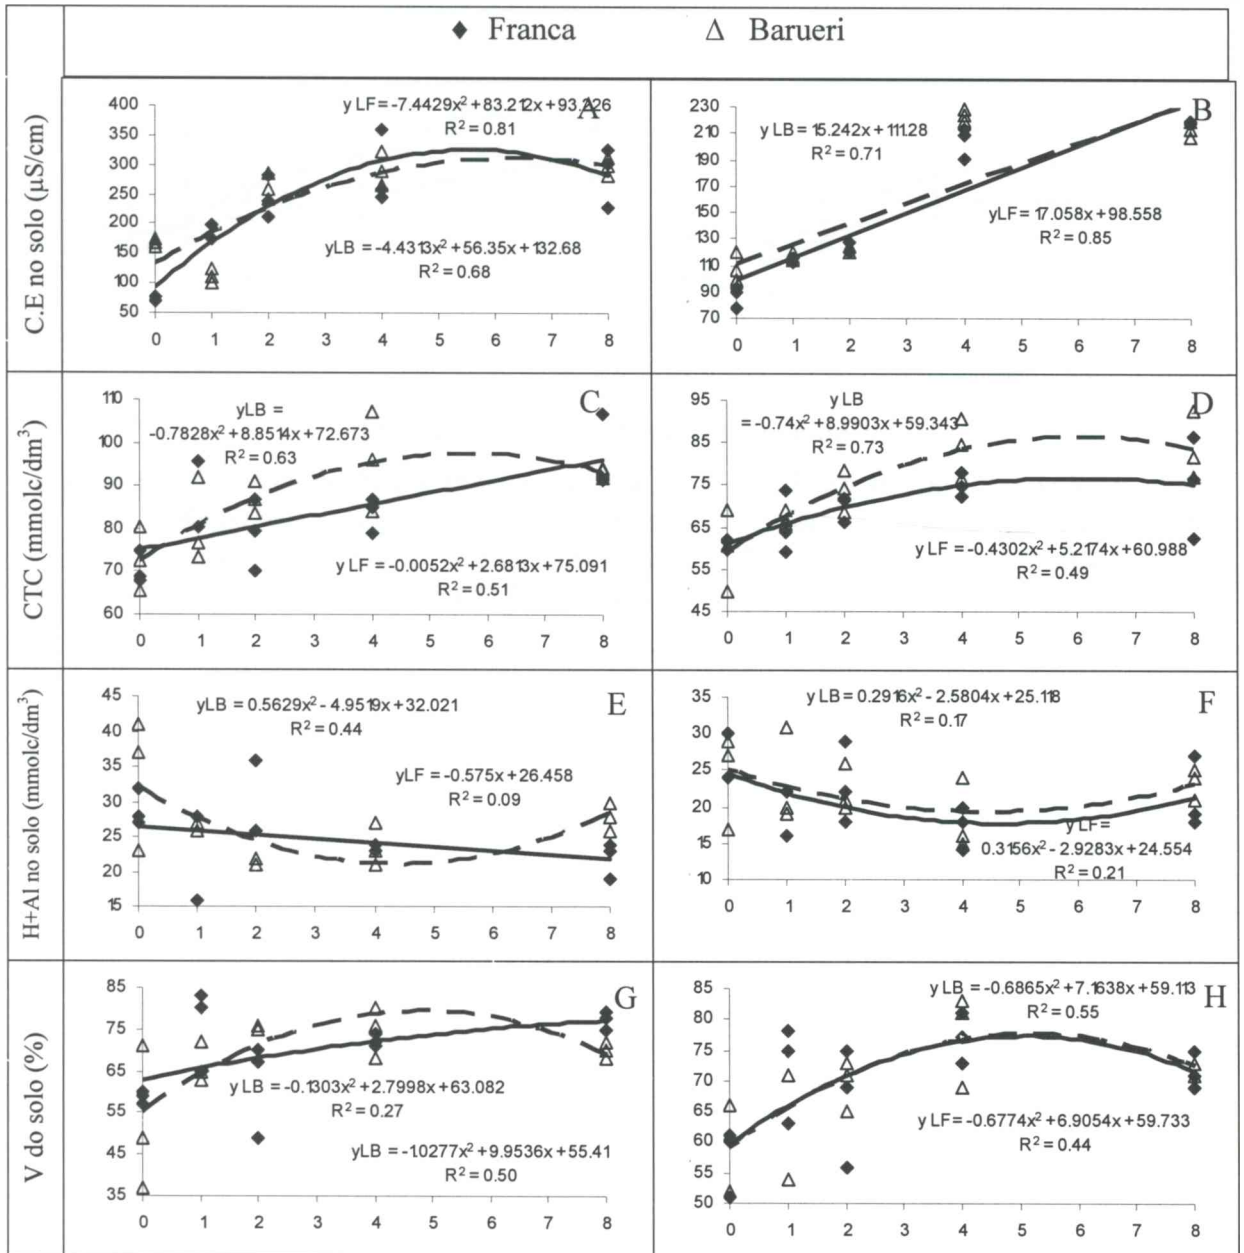 ♦ Franca Δ Barueri
C.E no solo (µS/cm)
A
y LF= -7.4429x² + 83.212x + 93.226
R² = 0.81
yLB = -4.4313x² + 56.35x + 132.68
R² = 0.68
400
350
300
250
200
150
100
50
0 1 2 3 4 5 6 7 8
B
y LB = 15.242x + 111.28
R² = 0.71
yLF= 17.058x + 98.558
R² = 0.85
230
210
190
170
150
130
110
90
70
0 1 2 3 4 5 6 7 8
CTC (mmolc/dm³)
C
yLB =
-0.7828x² + 8.8514x + 72.673
R² = 0.63
y LF = -0.0052x² + 2.6813x + 75.091
R² = 0.51
110
100
90
80
70
60
0 1 2 3 4 5 6 7 8
D
y LB
= -0.74x² + 8.9903x + 59.343
R² = 0.73
y LF = -0.4302x² + 5.2174x + 60.988
R² = 0.49
95
85
75
65
55
45
0 1 2 3 4 5 6 7 8
H+Al no solo (mmolc/dm³)
E
yLB = 0.5629x² - 4.9519x + 32.021
R² = 0.44
yLF = -0.575x + 26.458
R² = 0.09
45
40
35
30
25
20
15
0 1 2 3 4 5 6 7 8
F
yLB = 0.2916x² - 2.5804x + 25.118
R² = 0.17
y LF=
0.3156x² - 2.9283x + 24.554
R² = 0.21
35
30
25
20
15
10
0 1 2 3 4 5 6 7 8
V do solo (%)
G
y LB = -0.1303x² + 2.7998x + 63.082
R² = 0.27
yLB = -1.0277x² + 9.9536x + 55.41
R² = 0.50
85
75
65
55
45
35
0 1 2 3 4 5 6 7 8
H
y LB = -0.6865x² + 7.1638x + 59.113
R² = 0.55
y LF = -0.6774x² + 6.9054x + 59.733
R² = 0.44
85
80
75
70
65
60
55
50
0 1 2 3 4 5 6 7 8